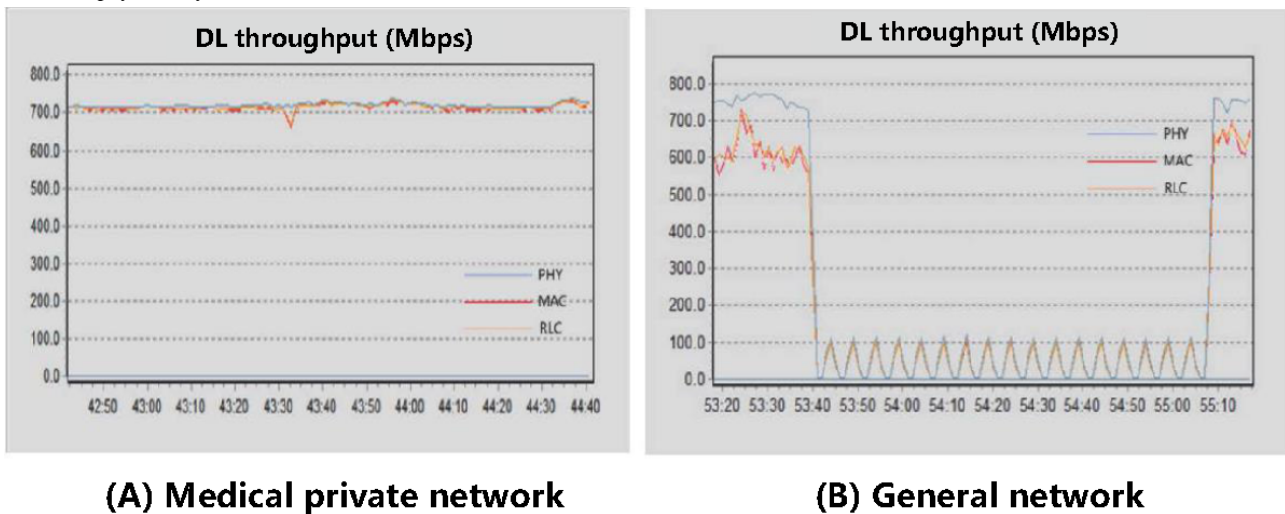 DL throughput (Mbps)
800.0
700.0
600.0
500.0
400.0
300.0
200.0
100.0
0.0
PHY
MAC
RLC
42:50 43:00 43:10 43:20 43:30 43:40 43:50 44:00 44:10 44:20 44:30 44:40
(A) Medical private network
DL throughput (Mbps)
800.0
700.0
600.0
500.0
400.0
300.0
200.0
100.0
0.0
PHY
MAC
RLC
53:20 53:30 53:40 53:50 54:00 54:10 54:20 54:30 54:40 54:50 55:00 55:10
(B) General network